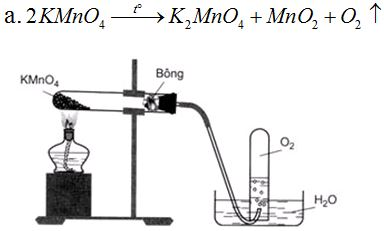 a. 2KMnO₄ —t°→ K₂MnO₄ + MnO₂ + O₂ ↑
KMnO₄
Bông
O₂
H₂O